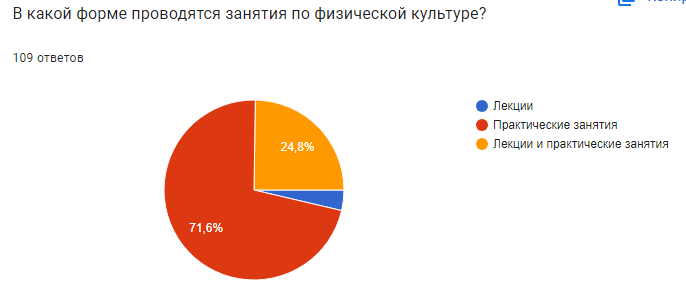 В какой форме проводятся занятия по физической культуре?
109 ответов
Лекции
Практические занятия
Лекции и практические занятия
24,8%
71,6%